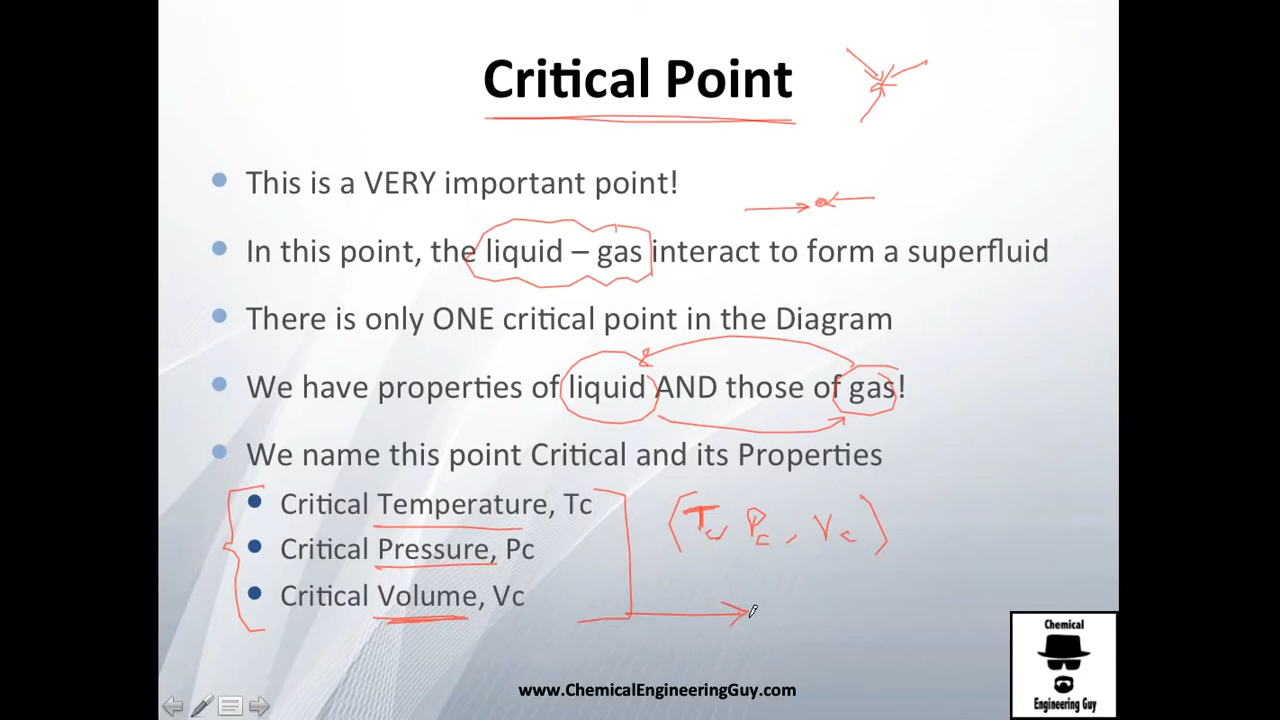 Critical Point
This is a VERY important point!
In this point, the liquid – gas interact to form a superfluid
There is only ONE critical point in the Diagram
We have properties of liquid AND those of gas!
We name this point Critical and its Properties
Critical Temperature, Tc
Critical Pressure, Pc
Critical Volume, Vc
(Tc, Pc, Vc)
Chemical
Engineering Guy
www.ChemicalEngineeringGuy.com